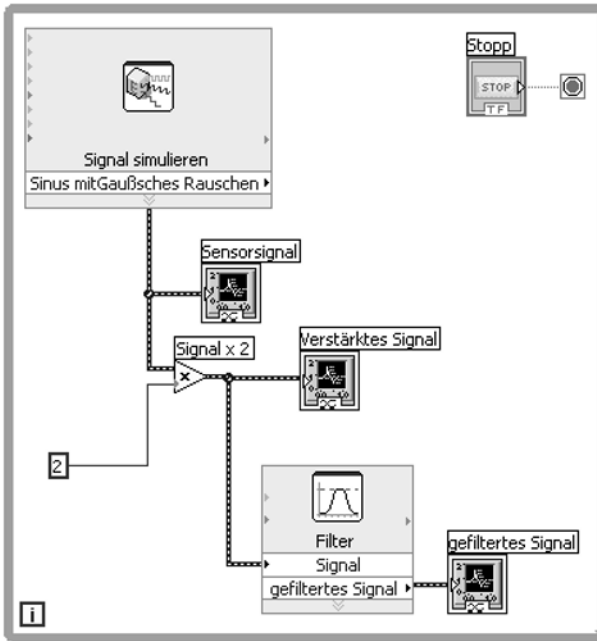 Stopp
STOP
TF
Signal simulieren
Sinus mitGaußsches Rauschen
Sensorsignal
Signal x 2
Verstärktes Signal
2
Filter
Signal
gefiltertes Signal
gefiltertes Signal
i